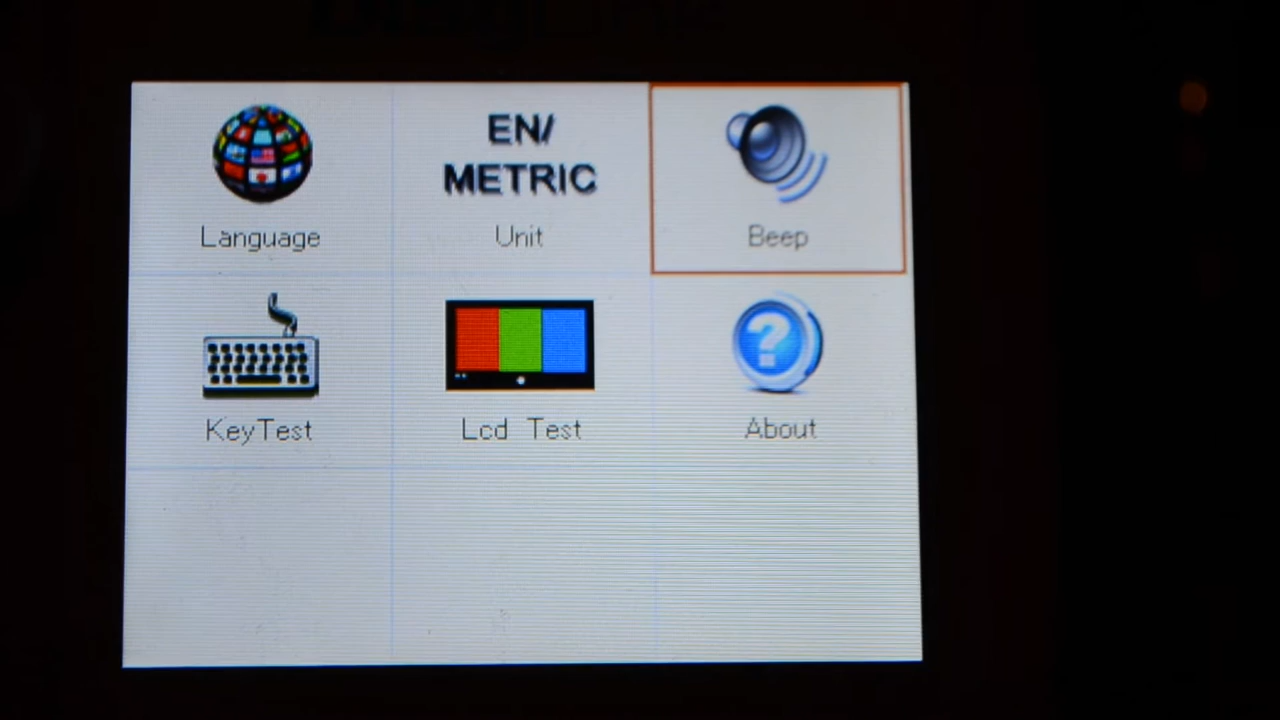 EN/
METRIC
Language
Unit
Beep
KeyTest
Lcd Test
About